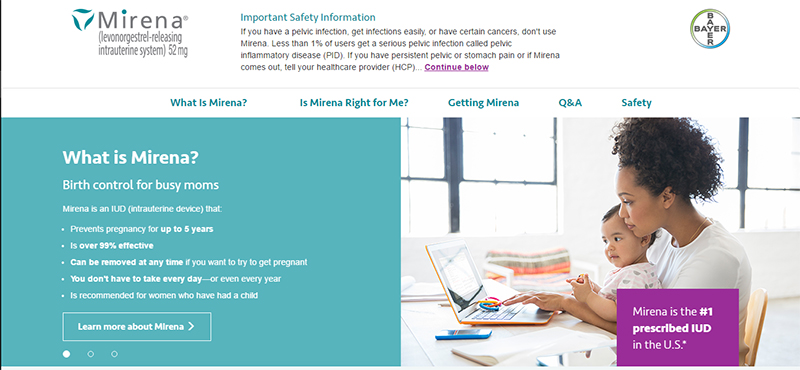 Mirena®
(levonorgestrel-releasing
intrauterine system) 52 mg
Important Safety Information
If you have a pelvic infection, get infections easily, or have certain cancers, don't use
Mirena. Less than 1% of users get a serious pelvic infection called pelvic
inflammatory disease (PID). If you have persistent pelvic or stomach pain or if Mirena
comes out, tell your healthcare provider (HCP)... Continue below
BAYER
BAYER
What Is Mirena?
Is Mirena Right for Me?
Getting Mirena
Q&A
Safety
What is Mirena?
Birth control for busy moms
Mirena is an IUD (intrauterine device) that:
• Prevents pregnancy for up to 5 years
• Is over 99% effective
• Can be removed at any time if you want to try to get pregnant
• You don't have to take every day—or even every year
• Is recommended for women who have had a child
Learn more about Mirena >
Mirena is the #1
prescribed IUD
in the U.S.*